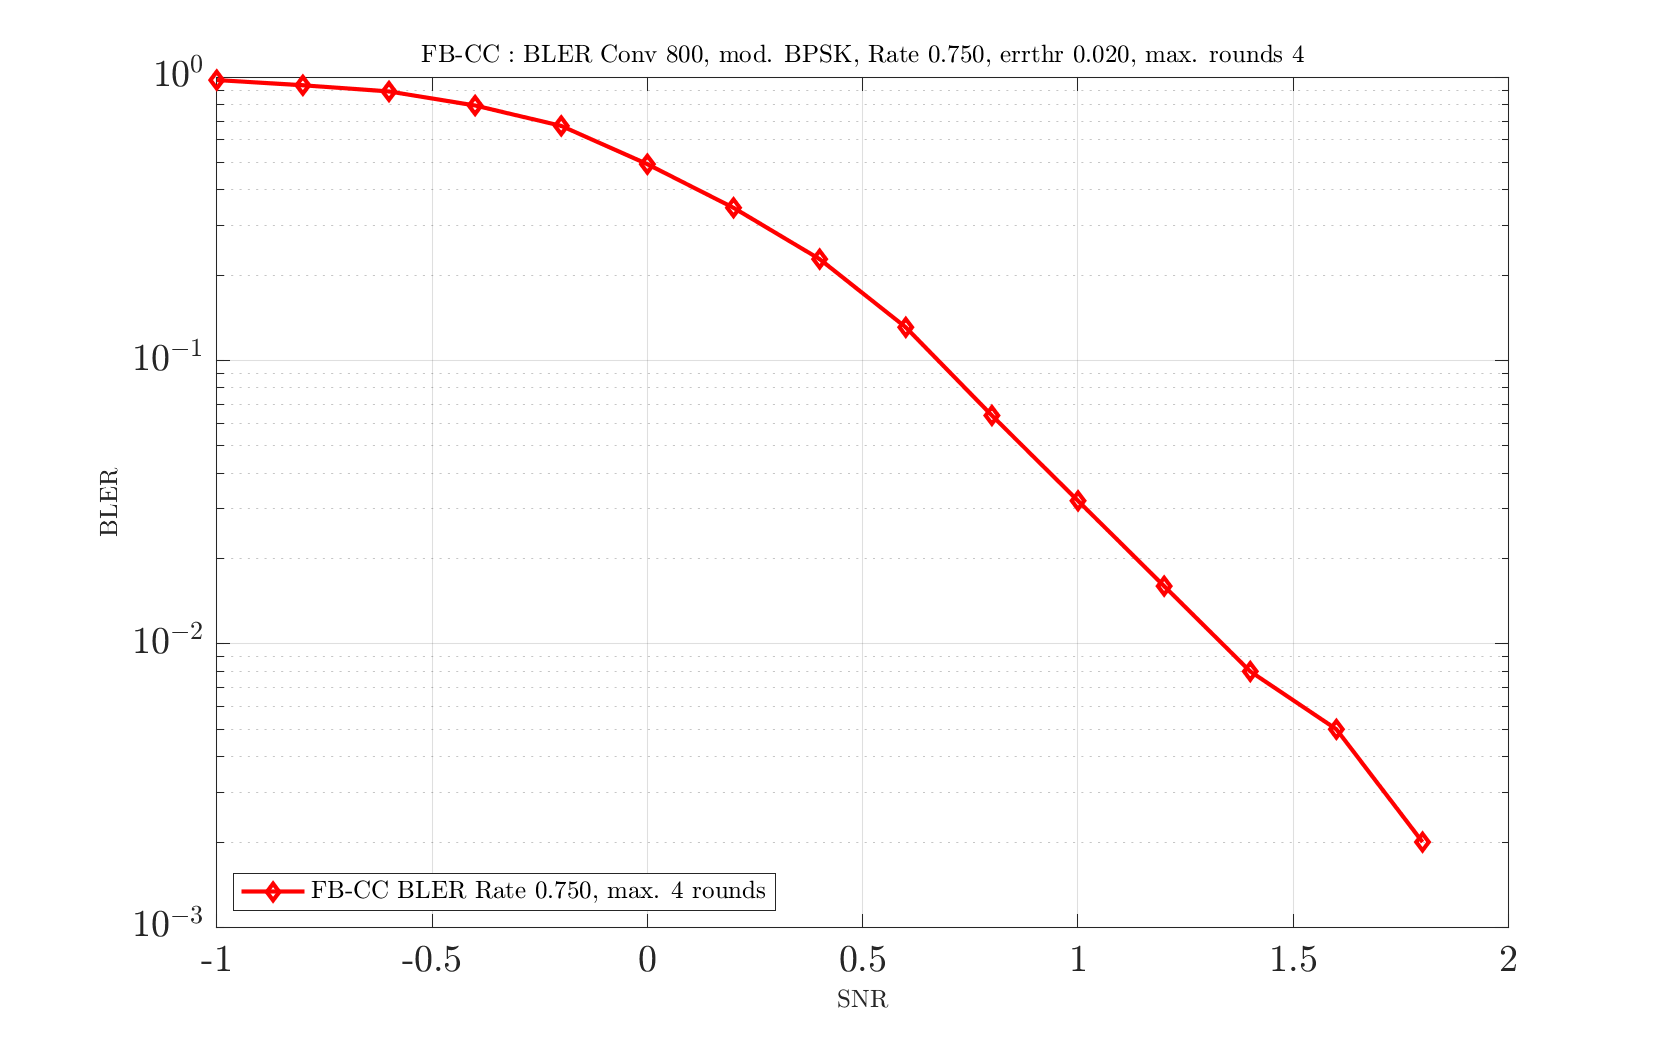 FB-CC : BLER Conv 800, mod. BPSK, Rate 0.750, errthr 0.020, max. rounds 4
10⁰
10⁻¹
10⁻²
10⁻³
BLER
FB-CC BLER Rate 0.750, max. 4 rounds
-1 -0.5 0 0.5 1 1.5 2
SNR